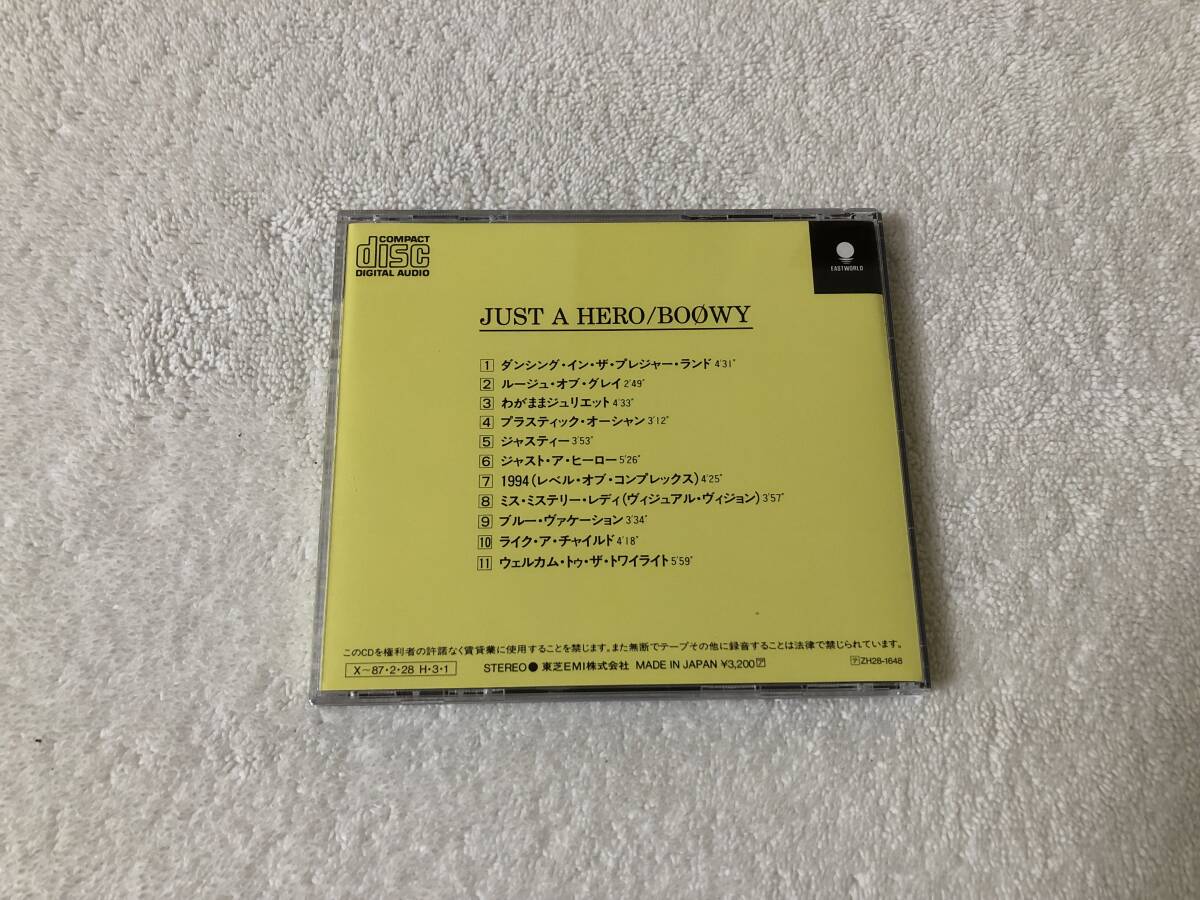 COMPACT
disc
DIGITAL AUDIO
EASTWORLD
JUST A HERO/BOØWY
1 ダンシング・イン・ザ・プレジャー・ランド 4'31"
2 ルージュ・オブ・グレイ 2'49"
3 わがままジュリエット 4'33"
4 プラスティック・オーシャン 3'12"
5 ジャスティー 3'53"
6 ジャスト・ア・ヒーロー 5'26"
7 1994(レベル・オブ・コンプレックス) 4'25"
8 ミス・ミステリー・レディ(ヴィジュアル・ヴィジョン) 3'57"
9 ブルー・ヴァケーション 3'34"
10 ライク・ア・チャイルド 4'18"
11 ウェルカム・トゥ・ザ・トワイライト 5'59"
このCDを権利者の許諾なく賃貸業に使用することを禁じます。また無断でテープその他に録音することは法律で禁じられています。
X〜87・2・28 H・3・1 STEREO● 東芝EMI株式会社 MADE IN JAPAN ¥3,200 ア テ ZH28-1648